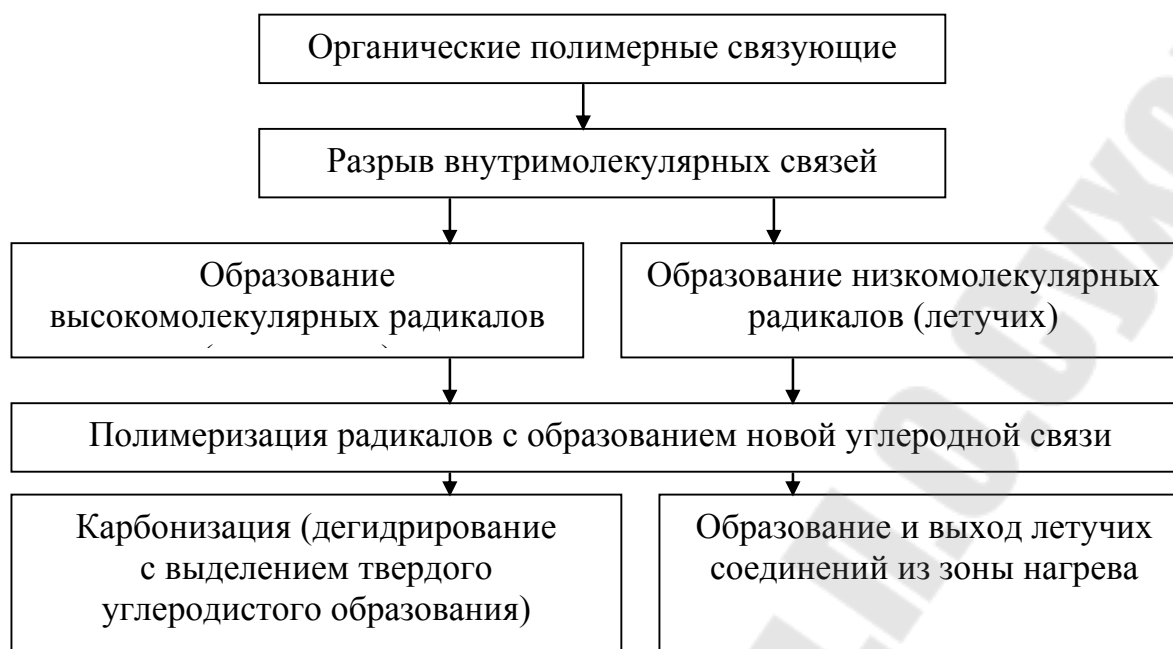 Органические полимерные связующие
Разрыв внутримолекулярных связей
Образование
высокомолекулярных радикалов
Образование низкомолекулярных
радикалов (летучих)
Полимеризация радикалов с образованием новой углеродной связи
Карбонизация (дегидрирование
с выделением твердого
углеродистого образования)
Образование и выход летучих
соединений из зоны нагрева